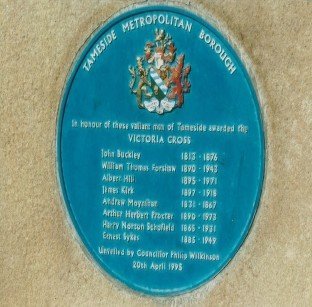 TAMESIDE METROPOLITAN BOROUGH
In honour of these valiant men of Tameside awarded the
VICTORIA CROSS
John Buckley 1813 - 1876
William Thomas Forshaw 1890 - 1943
Albert Hill 1895 - 1971
James Kirk 1897 - 1918
Andrew Moynihan 1831 - 1867
Arthur Herbert Procter 1890 - 1973
Harry Norton Schofield 1865 - 1931
Ernest Sykes 1885 - 1949
Unveiled by Councillor Philip Wilkinson
20th April 1995